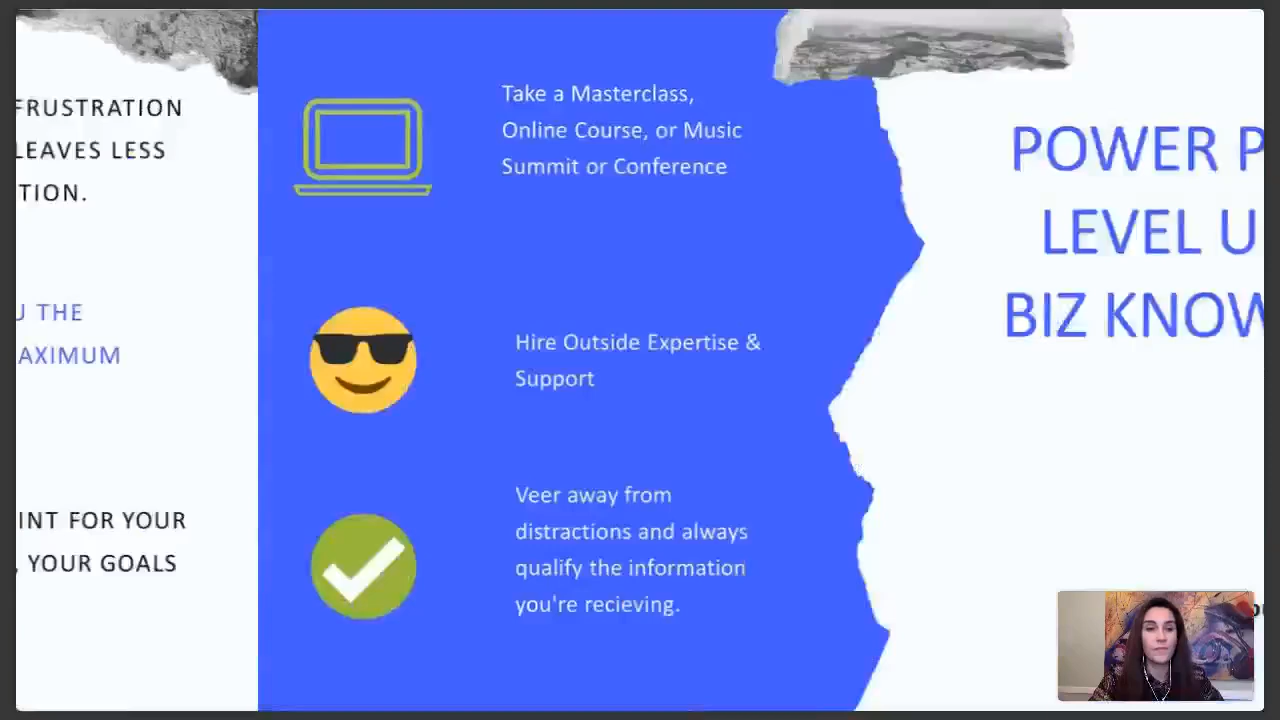 FRUSTRATION
LEAVES LESS
TION.
U THE
AXIMUM
INT FOR YOUR
, YOUR GOALS
Take a Masterclass,
Online Course, or Music
Summit or Conference
Hire Outside Expertise &
Support
Veer away from
distractions and always
qualify the information
you're recieving.
POWER P
LEVEL U
BIZ KNOW